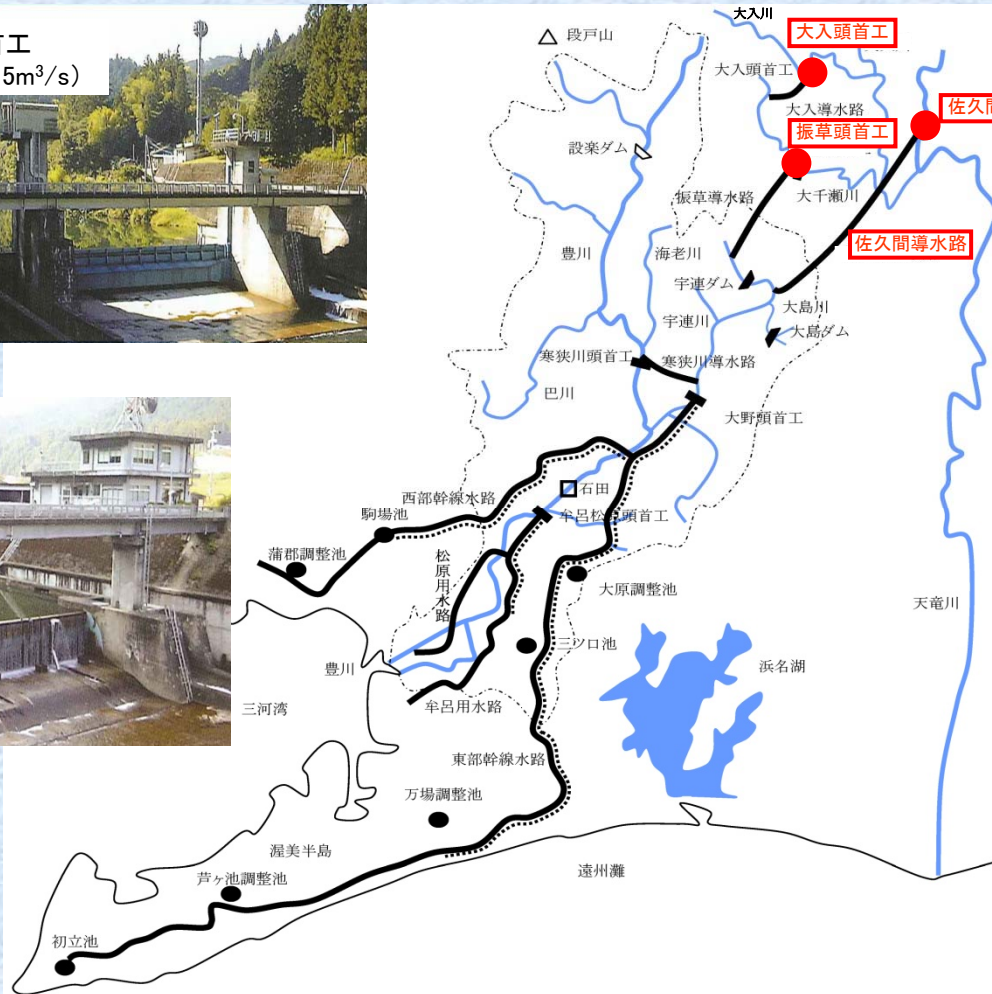 首工
5m³/s)
大入川
大入頭首工
段戸山
大入頭首工
大入導水路
佐久間
振草頭首工
設楽ダム
振草導水路
大千瀬川
佐久間導水路
豊川
海老川
宇連ダム
大島川
宇連川
大島ダム
寒狭川頭首工
寒狭川導水路
巴川
大野頭首工
石田
西部幹線水路
牟呂松原頭首工
駒場池
蒲郡調整池
松原用水路
大原調整池
天竜川
三ツ口池
豊川
浜名湖
三河湾
牟呂用水路
東部幹線水路
万場調整池
渥美半島
遠州灘
芦ヶ池調整池
初立池